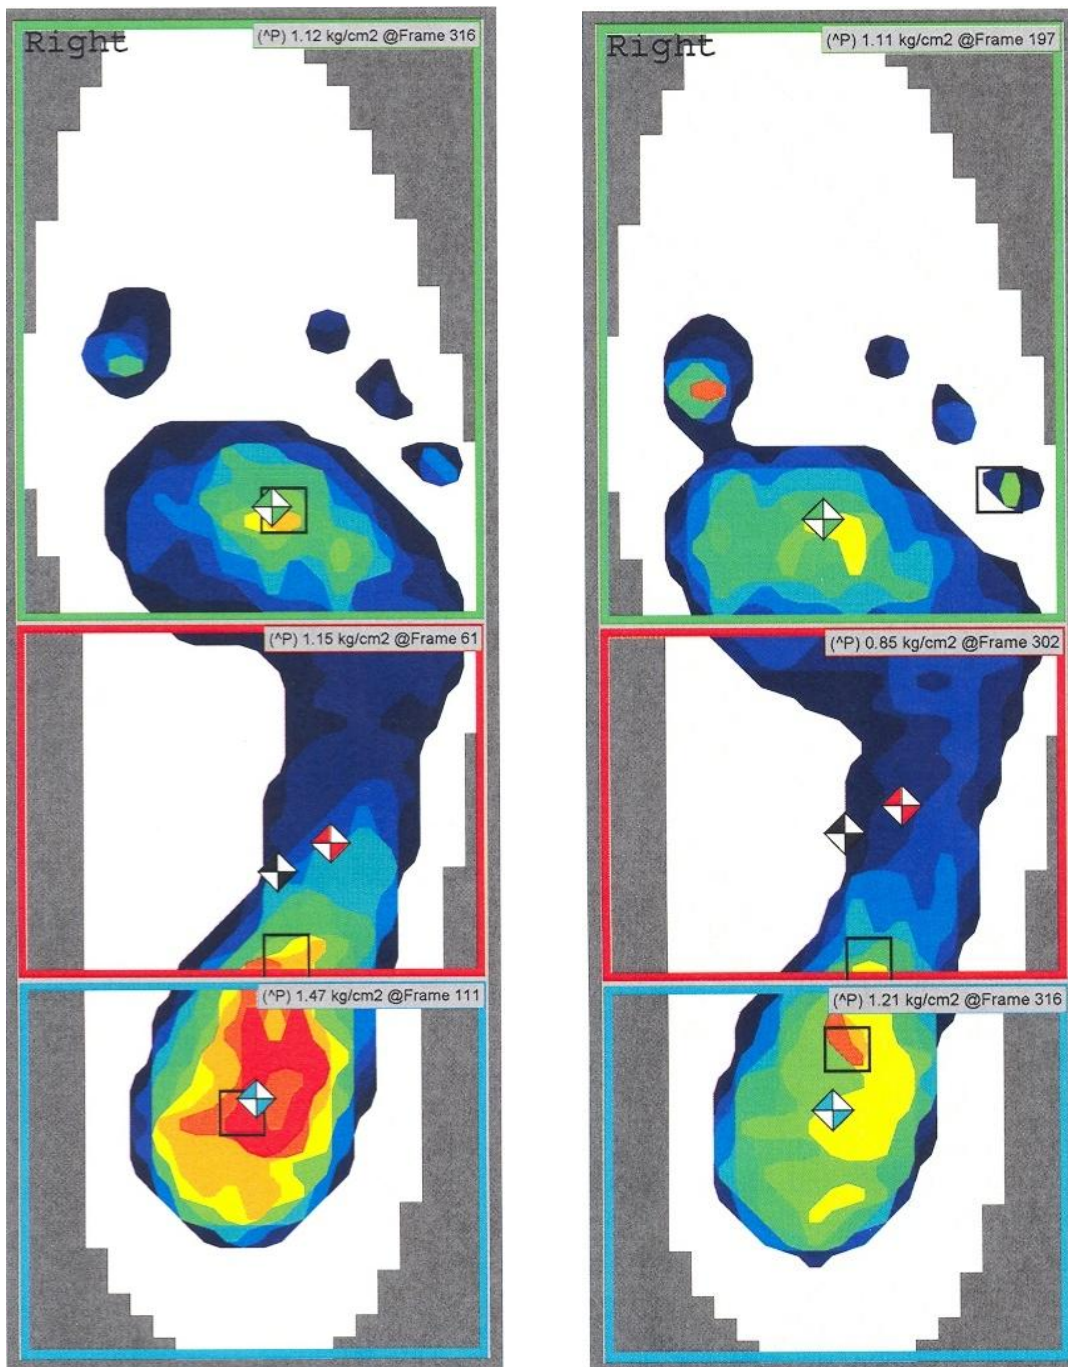 Right
(^P) 1.12 kg/cm2 @Frame 316
(^P) 1.15 kg/cm2 @Frame 61
(^P) 1.47 kg/cm2 @Frame 111
Right
(^P) 1.11 kg/cm2 @Frame 197
(^P) 0.85 kg/cm2 @Frame 302
(^P) 1.21 kg/cm2 @Frame 316